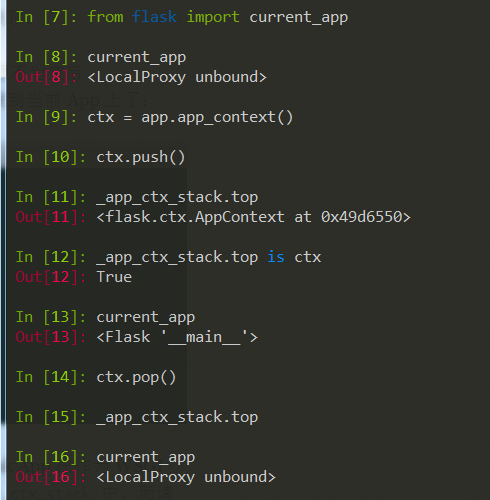 In [7]: from flask import current_app
In [8]: current_app
Out[8]: <LocalProxy unbound>
In [9]: ctx = app.app_context()
In [10]: ctx.push()
In [11]: _app_ctx_stack.top
Out[11]: <flask.ctx.AppContext at 0x49d6550>
In [12]: _app_ctx_stack.top is ctx
Out[12]: True
In [13]: current_app
Out[13]: <Flask '__main__'>
In [14]: ctx.pop()
In [15]: _app_ctx_stack.top
In [16]: current_app
Out[16]: <LocalProxy unbound>